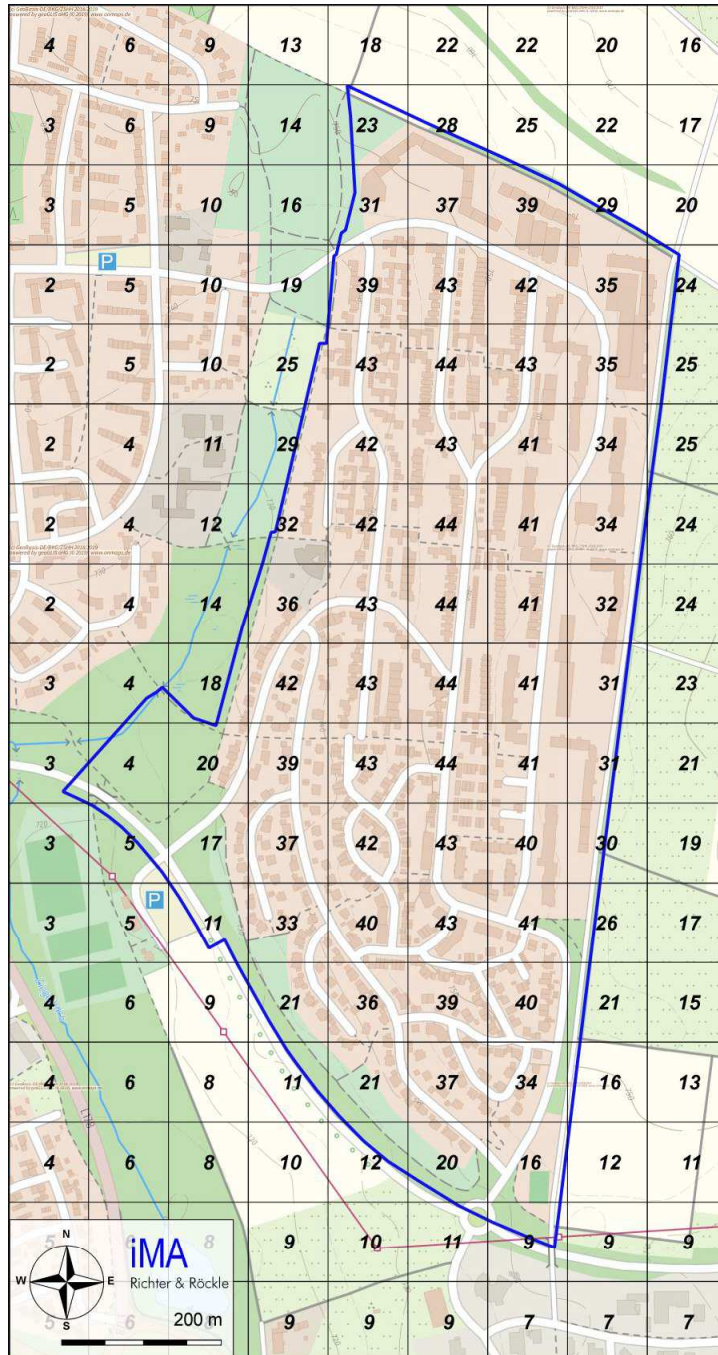 4 6 9 13 18 22 22 20 16
3 6 9 14 23 28 25 22 17
3 5 10 16 31 37 39 29 20
P
2 5 10 19 39 43 42 35 24
2 5 10 25 43 44 43 35 25
2 4 11 29 42 43 41 34 25
2 4 12 32 42 44 41 34 24
2 4 14 36 43 44 41 32 24
3 4 18 42 43 44 41 31 23
3 4 20 39 43 44 41 31 21
3 5 17 37 42 43 40 30 19
P
3 5 11 33 40 43 41 26 17
4 6 9 21 36 39 40 21 15
4 6 8 11 21 37 34 16 13
4 6 8 10 12 20 16 12 11
5 6 8 9 10 11 9 9 9
N
W E
S
iMA
Richter & Röckle
200 m
5 6 8 9 9 9 7 7 7